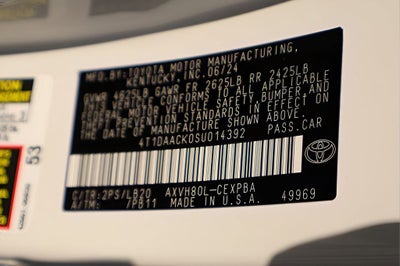 MFD.BY:TOYOTA MOTOR MANUFACTURING,
KENTUCKY,INC.06/24
GVWR 4625LB GAWR FR 2625LB RR 2425LB
THIS VEHICLE CONFORMS TO ALL APPLICABLE
FEDERAL MOTOR VEHICLE SAFETY,BUMPER,AND
THEFT PREVENTION STANDARDS IN EFFECT ON
THE DATE OF MANUFACTURE SHOWN ABOVE.
4T1DAACK0SU014392 PASS.CAR
C/TR:2PS/LB20 AXVH80L-CEXPBA
A/TM: /PB11 MADE IN U.S.A. 49969
TOYOTA
53